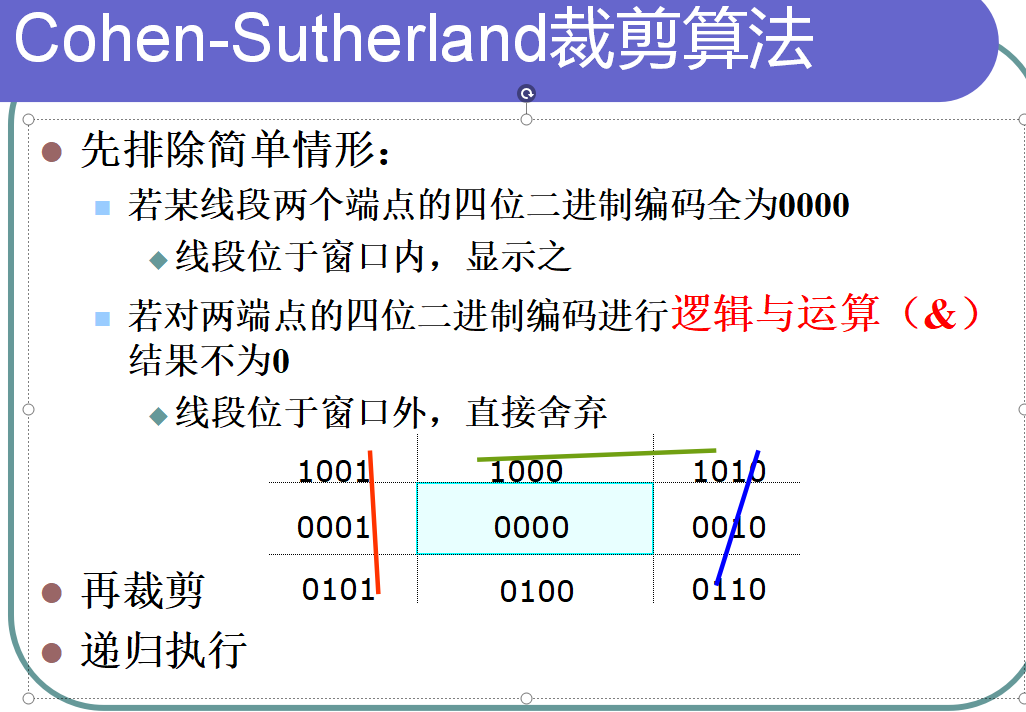 Cohen-Sutherland裁剪算法
先排除简单情形：
若某线段两个端点的四位二进制编码全为0000
线段位于窗口内，显示之
若对两端点的四位二进制编码进行逻辑与运算（&）
结果不为0
线段位于窗口外，直接舍弃
1001 1000 1010
0001 0000 0010
0101 0100 0110
再裁剪
递归执行